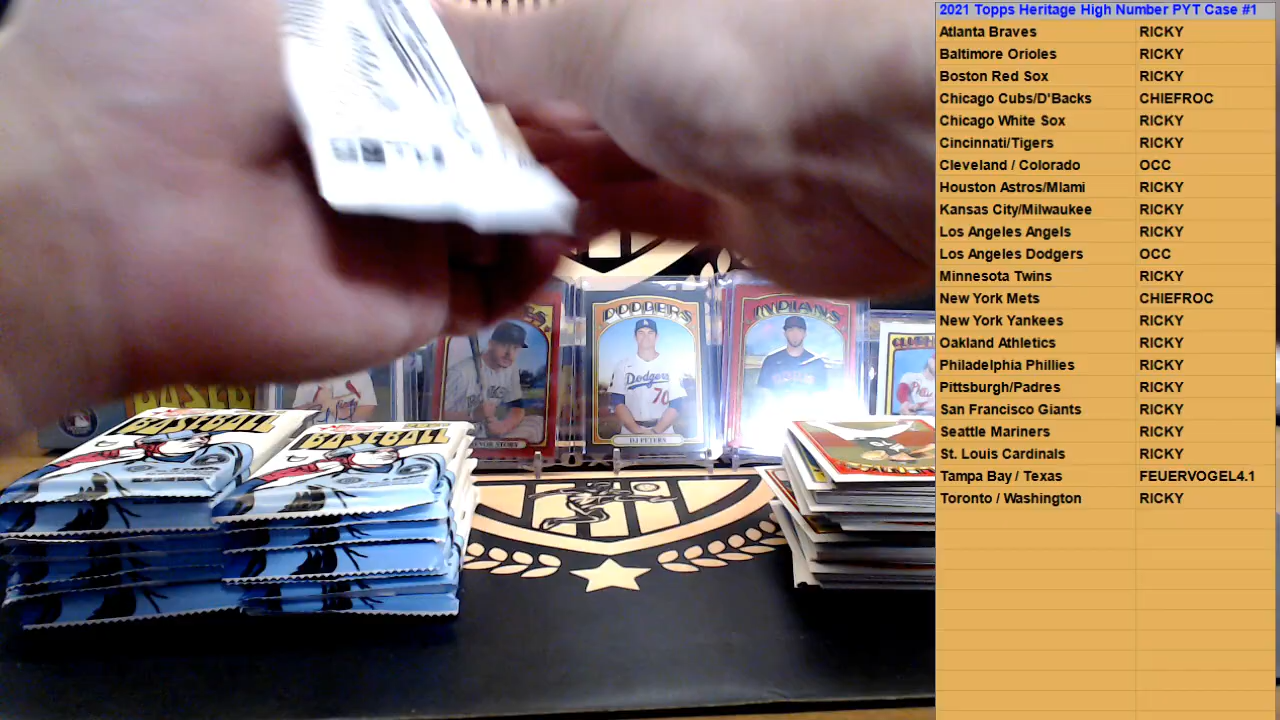 2021 Topps Heritage High Number PYT Case #1
Atlanta Braves RICKY
Baltimore Orioles RICKY
Boston Red Sox RICKY
Chicago Cubs/D'Backs CHIEFROC
Chicago White Sox RICKY
Cincinnati/Tigers RICKY
Cleveland / Colorado OCC
Houston Astros/MIami RICKY
Kansas City/Milwaukee RICKY
Los Angeles Angels RICKY
Los Angeles Dodgers OCC
Minnesota Twins RICKY
New York Mets CHIEFROC
New York Yankees RICKY
Oakland Athletics RICKY
Philadelphia Phillies RICKY
Pittsburgh/Padres RICKY
San Francisco Giants RICKY
Seattle Mariners RICKY
St. Louis Cardinals RICKY
Tampa Bay / Texas FEUERVOGEL4.1
Toronto / Washington RICKY
DODGERS
INDIANS
Dodgers
70
DJ PETERS
BASEBALL
BASEBALL